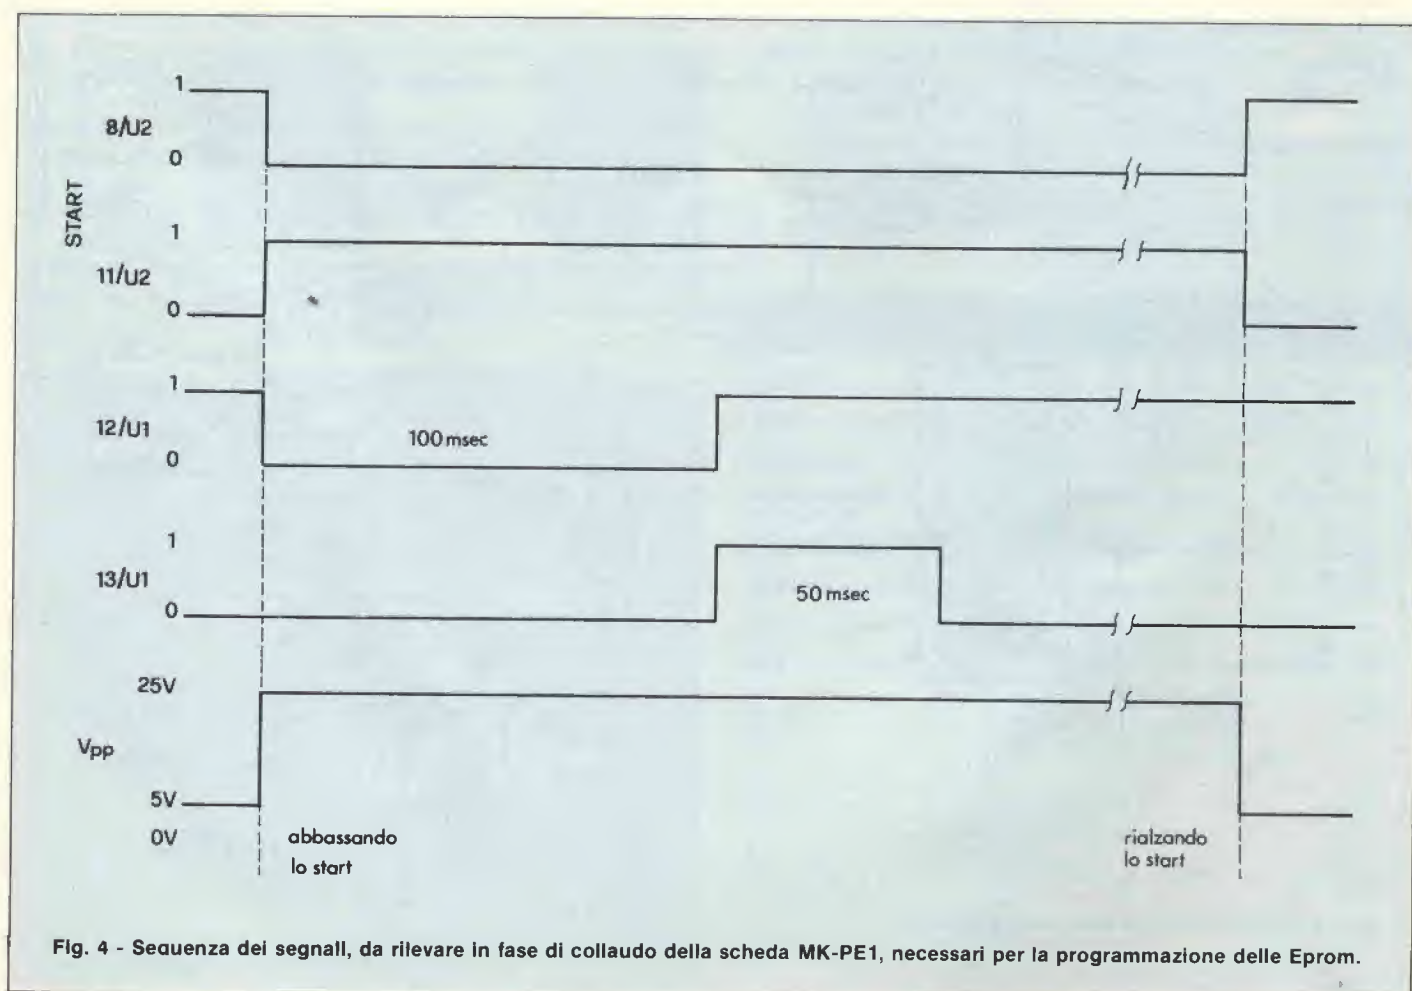 1
8/U2
0
START
1
11/U2
0
1
12/U1
0
100 msec
1
13/U1
0
50 msec
25V
Vpp
5V
0V
abbassando
lo start
rialzando
lo start
Fig. 4 - Sequenza dei segnali, da rilevare in fase di collaudo della scheda MK-PE1, necessari per la programmazione delle Eprom.